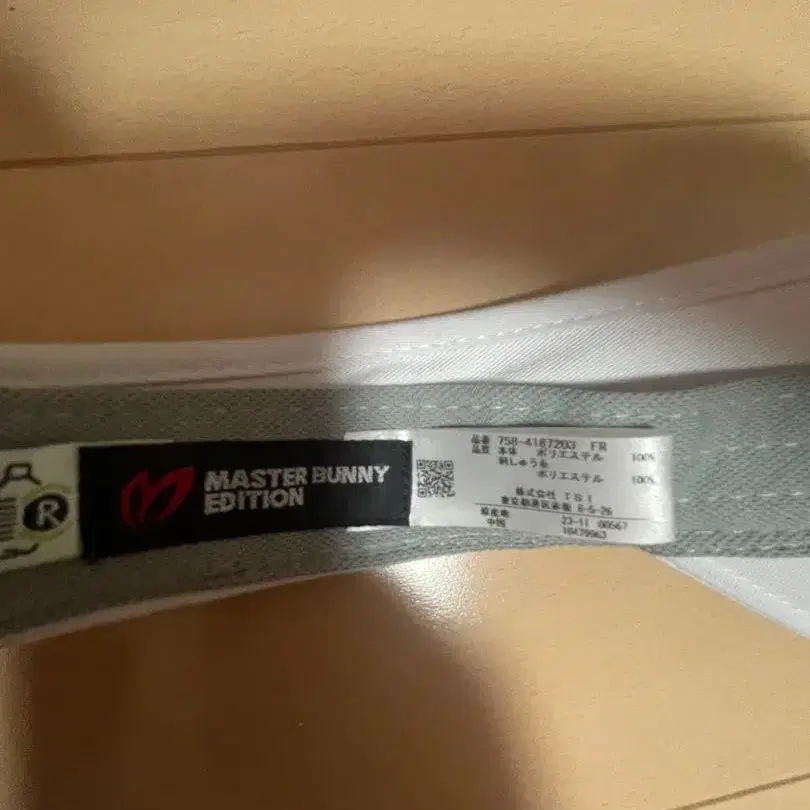 R
MASTER BUNNY
EDITION
品番 758-4187203 FR
品質 本体 ポリエステル 100%
刺しゅう糸
ポリエステル 100%
株式会社 TSI
東京都港区赤坂 8-5-26
原産地 23-11 00567
中国 10479963